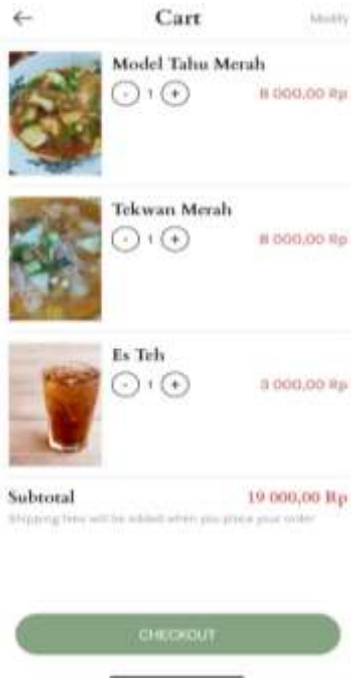 ← Cart Modify
Model Tahu Merah
- 1 + 8 000,00 Rp
Tekwan Merah
- 1 + 8 000,00 Rp
Es Teh
- 1 + 3 000,00 Rp
Subtotal 19 000,00 Rp
Shipping fees will be added when you place your order
CHECKOUT